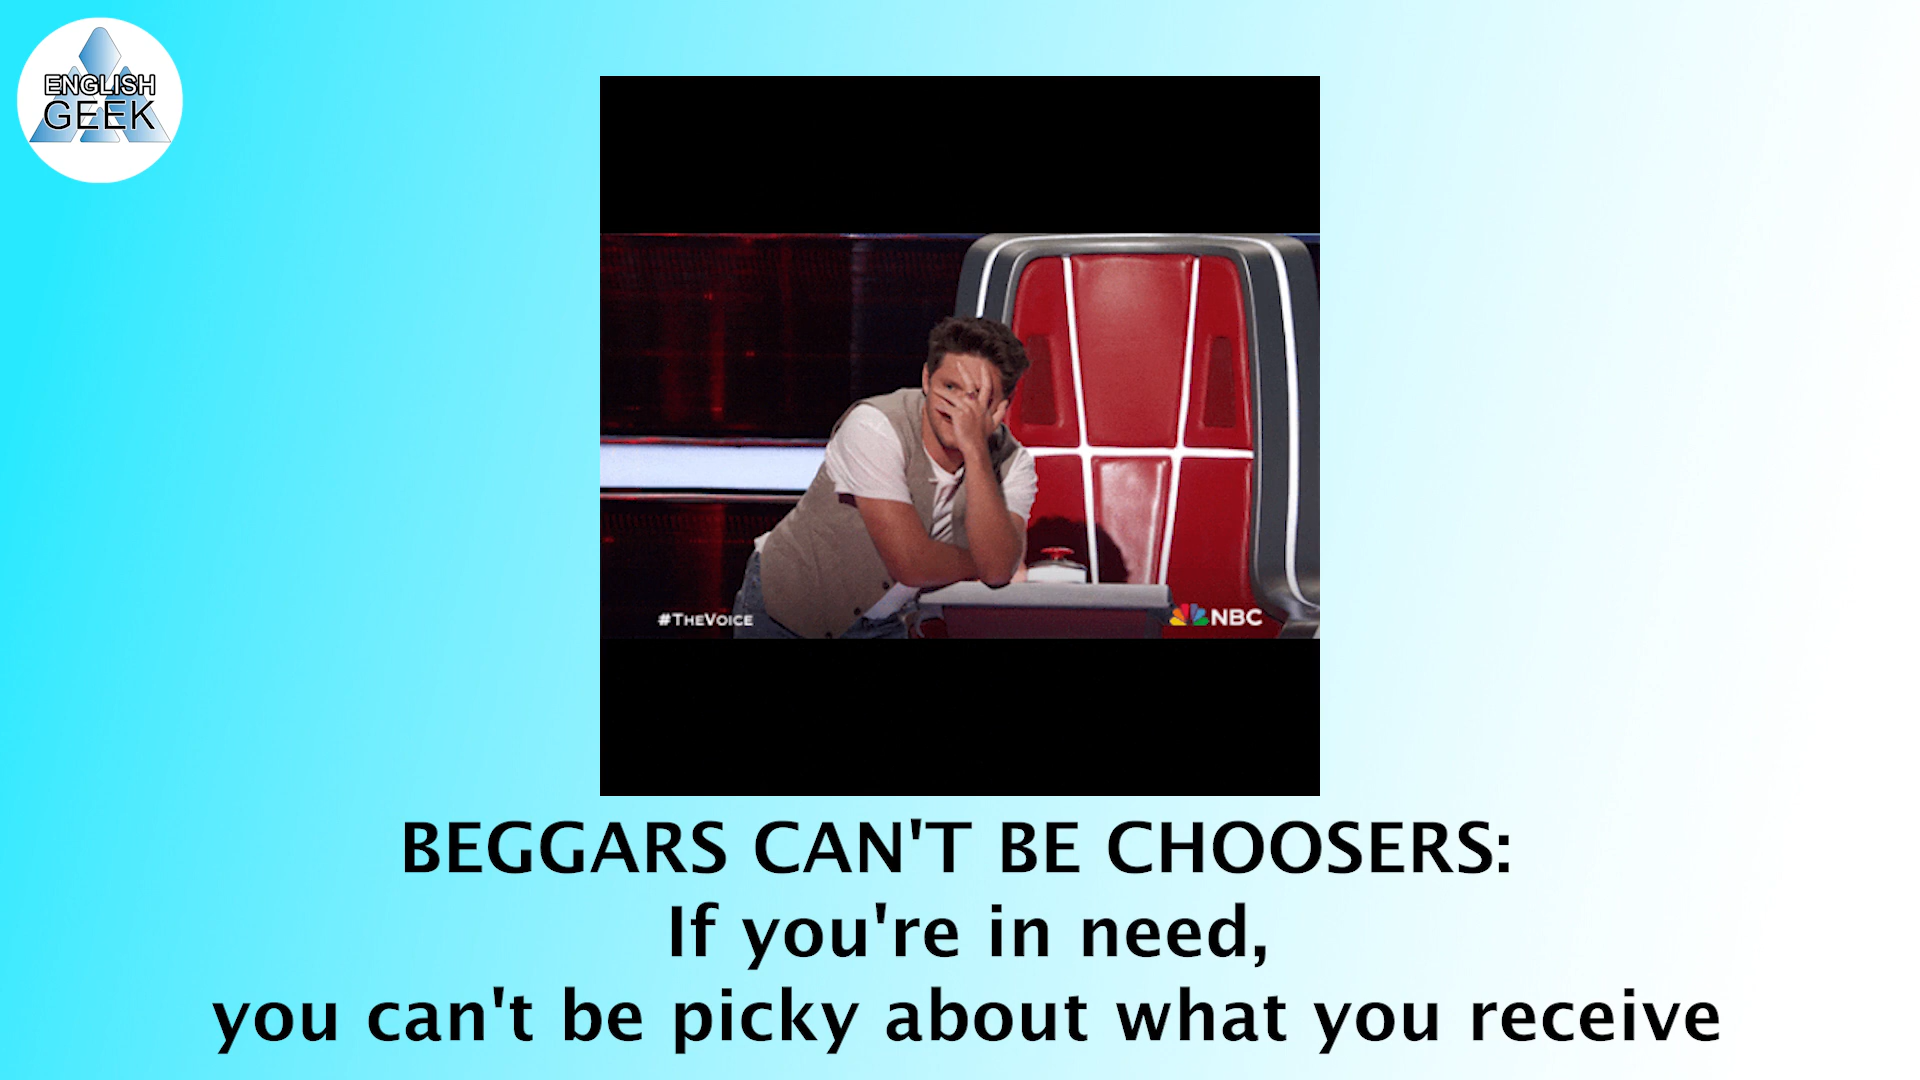 ENGLISH
GEEK
#THEVOICE
NBC
BEGGARS CAN'T BE CHOOSERS:
If you're in need,
you can't be picky about what you receive